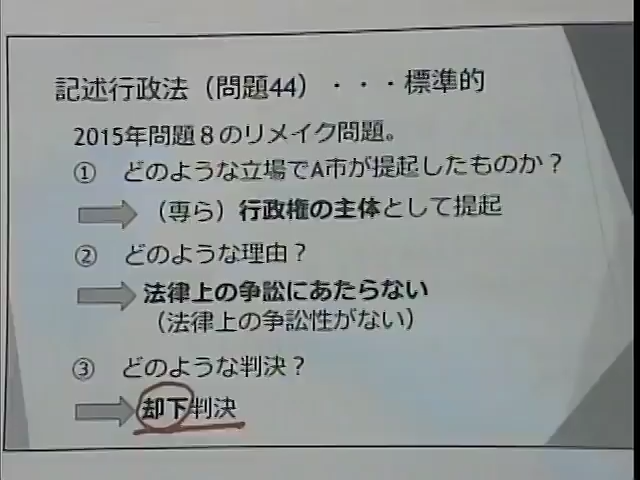 記述行政法（問題44）・・・標準的
2015年問題８のリメイク問題。
① どのような立場でA市が提起したものか？
（専ら）行政権の主体として提起
② どのような理由？
法律上の争訟にあたらない
（法律上の争訟性がない）
③ どのような判決？
却下判決